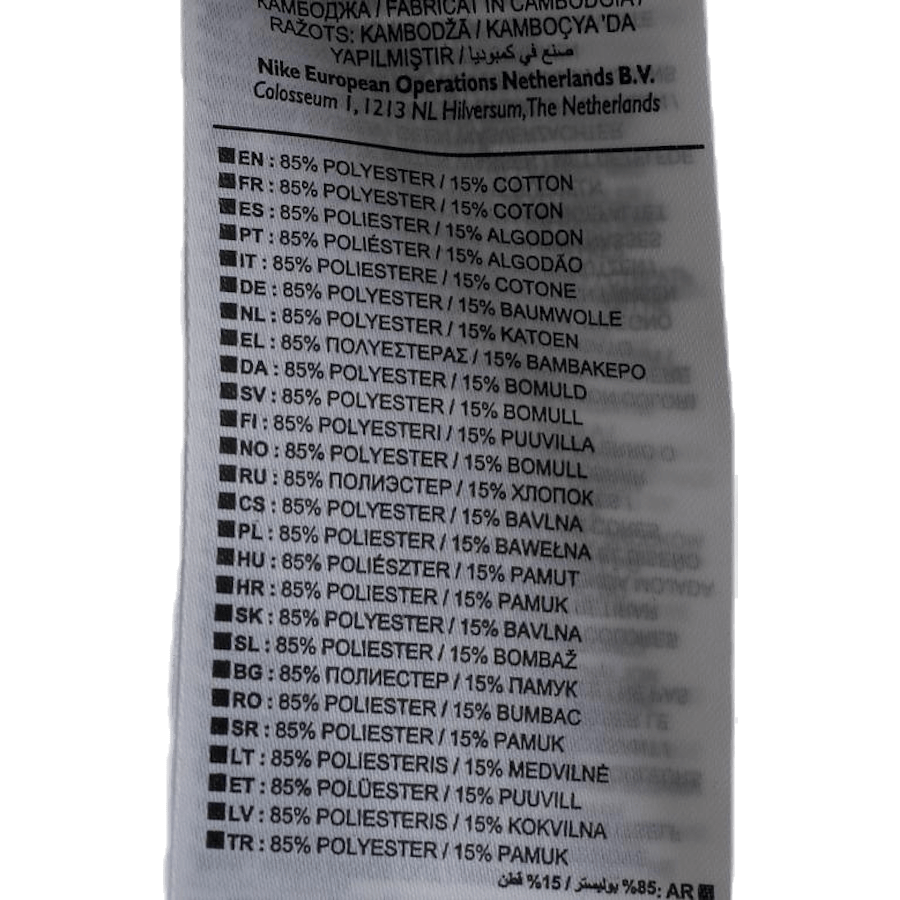 КАМБОДЖА / FABRICAT IN CAMBODGIA /
RAŽOTS: KAMBODŽĀ / KAMBOÇYA 'DA
YAPILMIŞTIR / صنع في كمبوديا
Nike European Operations Netherlands B.V.
Colosseum 1, 1213 NL Hilversum, The Netherlands
EN : 85% POLYESTER / 15% COTTON
FR : 85% POLYESTER / 15% COTON
ES : 85% POLIESTER / 15% ALGODON
PT : 85% POLIÉSTER / 15% ALGODÃO
IT : 85% POLIESTERE / 15% COTONE
DE : 85% POLYESTER / 15% BAUMWOLLE
NL : 85% POLYESTER / 15% KATOEN
EL : 85% ΠΟΛΥΕΣΤΕΡΑΣ / 15% ΒΑΜΒΑΚΕΡΟ
DA : 85% POLYESTER / 15% BOMULD
SV : 85% POLYESTER / 15% BOMULL
FI : 85% POLYESTERI / 15% PUUVILLA
NO : 85% POLYESTER / 15% BOMULL
RU : 85% ПОЛИЭСТЕР / 15% ХЛОПОК
CS : 85% POLYESTER / 15% BAVLNA
PL : 85% POLIESTER / 15% BAWEŁNA
HU : 85% POLIÉSZTER / 15% PAMUT
HR : 85% POLIESTER / 15% PAMUK
SK : 85% POLYESTER / 15% BAVLNA
SL : 85% POLIESTER / 15% BOMBAŽ
BG : 85% ПОЛИЕСТЕР / 15% ПАМУК
RO : 85% POLIESTER / 15% BUMBAC
SR : 85% POLIESTER / 15% PAMUK
LT : 85% POLIESTERIS / 15% MEDVILNĖ
ET : 85% POLÜESTER / 15% PUUVILL
LV : 85% POLIESTERIS / 15% KOKVILNA
TR : 85% POLYESTER / 15% PAMUK
AR :85% بوليستر / 15% قطن